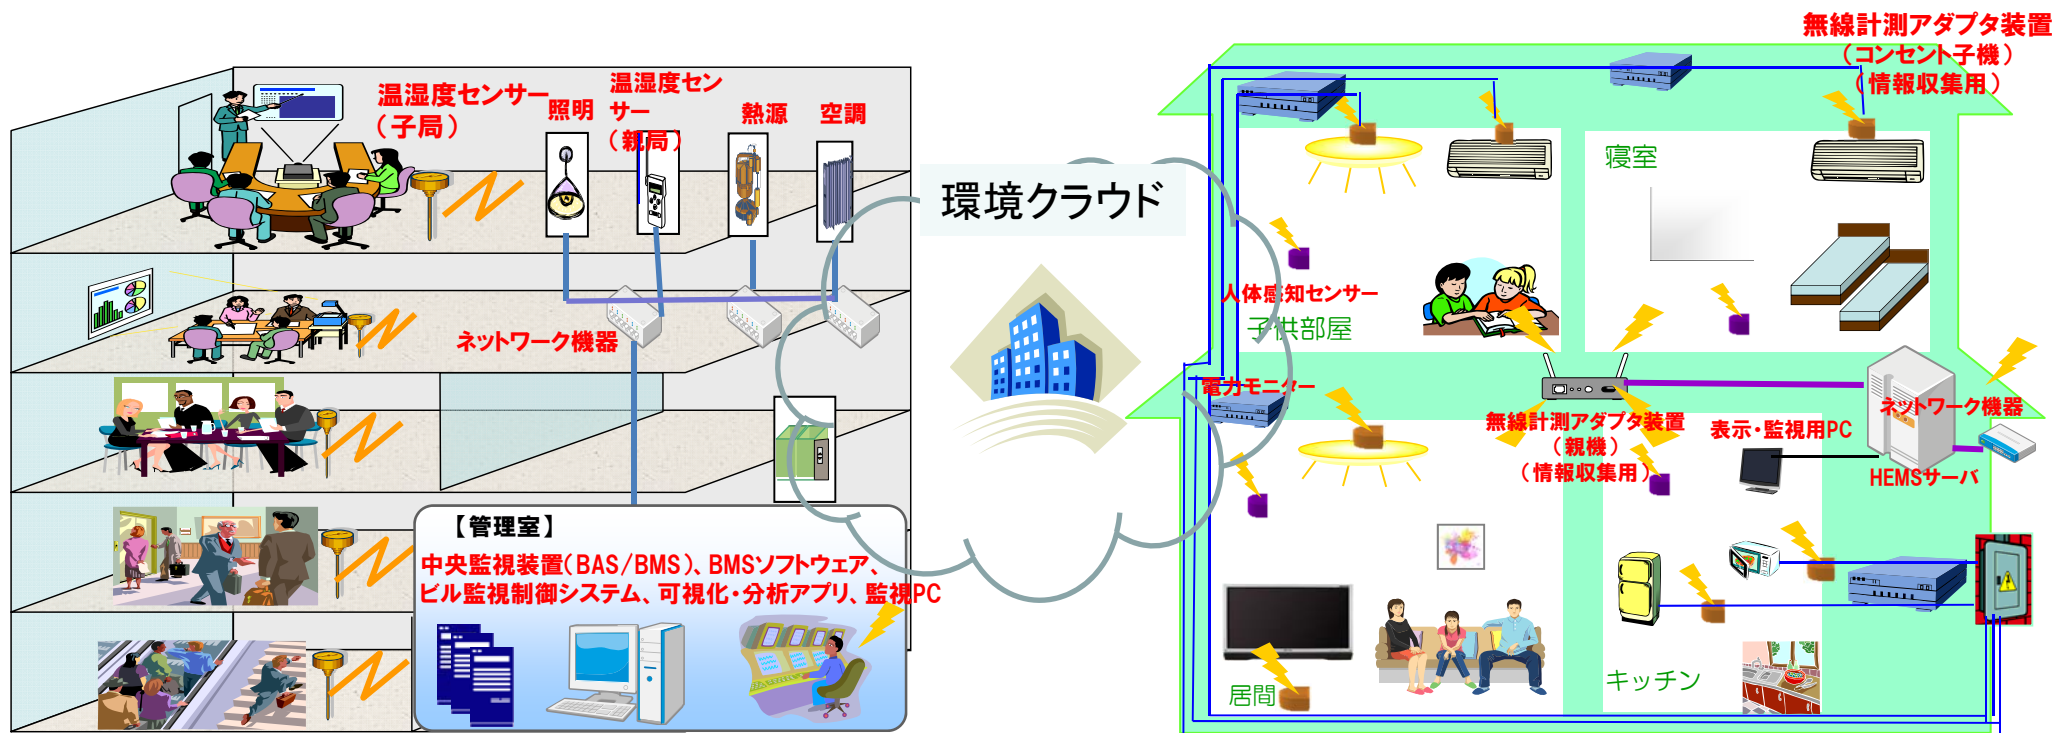 温湿度センサー
（子局）
照明
温湿度セン
サー
（親局）
熱源
空調
ネットワーク機器
【管理室】
中央監視装置（BAS/BMS）、BMSソフトウェア、
ビル監視制御システム、可視化・分析アプリ、監視PC
環境クラウド
無線計測アダプタ装置
（コンセント子機）
（情報収集用）
寝室
人体感知センサー
子供部屋
電力モニター
無線計測アダプタ装置
（親機）
（情報収集用）
表示・監視用PC
ネットワーク機器
HEMSサーバ
居間
キッチン